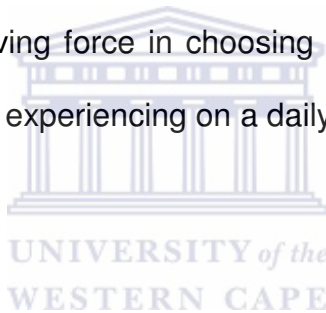 ving force in choosing
experiencing on a daily
UNIVERSITY of the
WESTERN CAPE